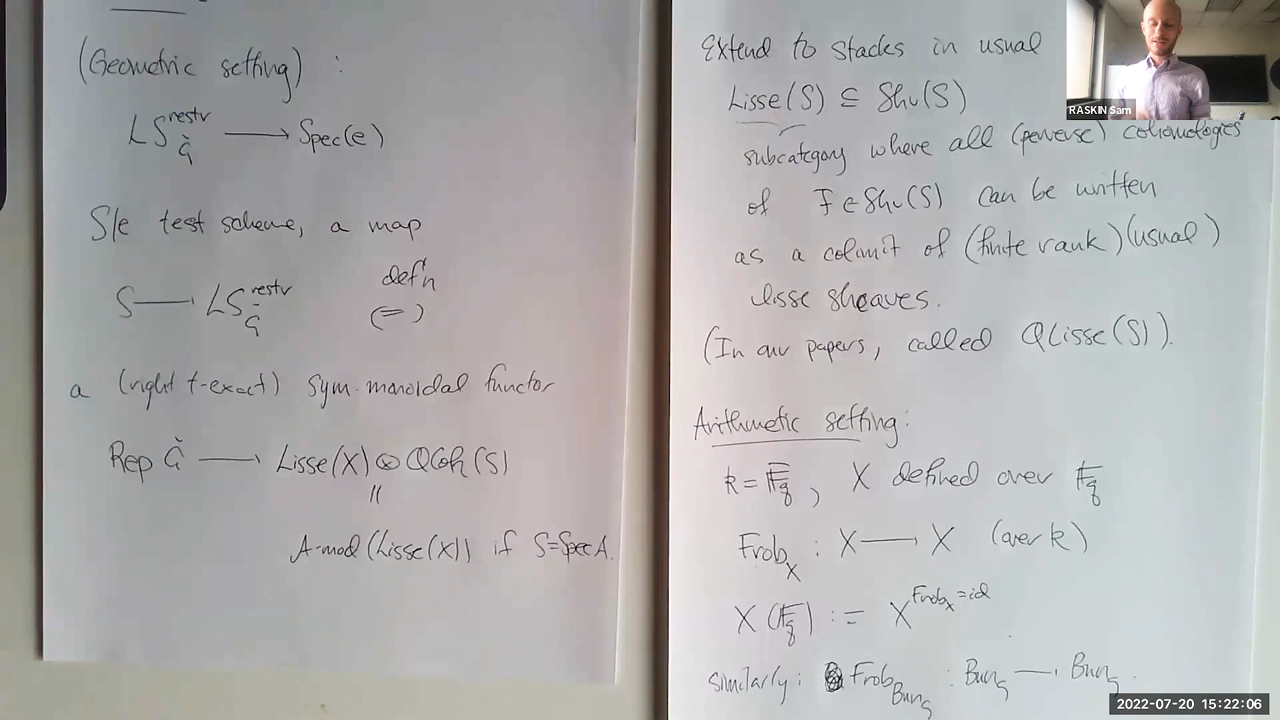 (Geometric setting) :
LS^restr_Ǧ ⟶ Spec(e)
S/e test scheme, a map
S ⟶ LS^restr_Ǧ defn (=)
a (right t-exact) sym. monoidal functor
Rep Ǧ ⟶ Lisse(X) ⊗ QCoh(S)
||
A-mod(Lisse(X)) if S=Spec A.
Extend to stacks in usual
Lisse(S) ⊆ Shv(S)
subcategory where all (perverse) cohomologies
of F ∈ Shv(S) can be written
as a colimit of (finite rank) (usual)
lisse sheaves.
(In our papers, called QLisse(S)).
Arithmetic setting:
k = F̄_q, X defined over F_q
Frob_X : X ⟶ X (over k)
X(F_q) := X^{Frob_X = id}
similarly: Frob_{Bun_G} : Bun_G ⟶ Bun_G.
RASKIN Sam
2022-07-20 15:22:06